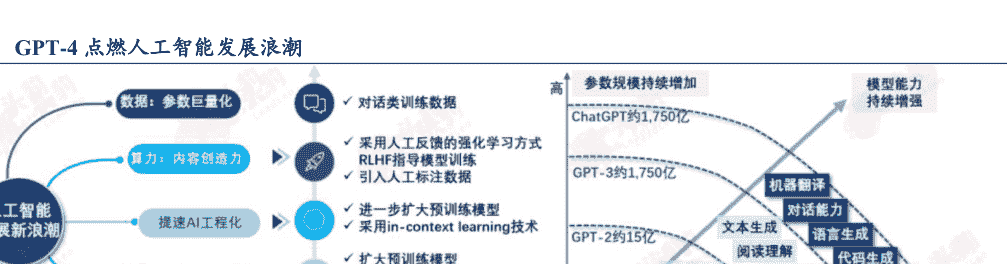 GPT-4 点燃人工智能发展浪潮
数据：参数巨量化
算力：内容创造力
人工智能
展新浪潮
提速AI工程化
✓ 对话类训练数据
✓ 采用人工反馈的强化学习方式
RLHF指导模型训练
✓ 引入人工标注数据
✓ 进一步扩大预训练模型
✓ 采用in-context learning技术
✓ 扩大预训练模型
高
参数规模持续增加
ChatGPT约1,750亿
GPT-3约1,750亿
GPT-2约15亿
模型能力
持续增强
机器翻译
对话能力
文本生成
语言生成
阅读理解
代码生成